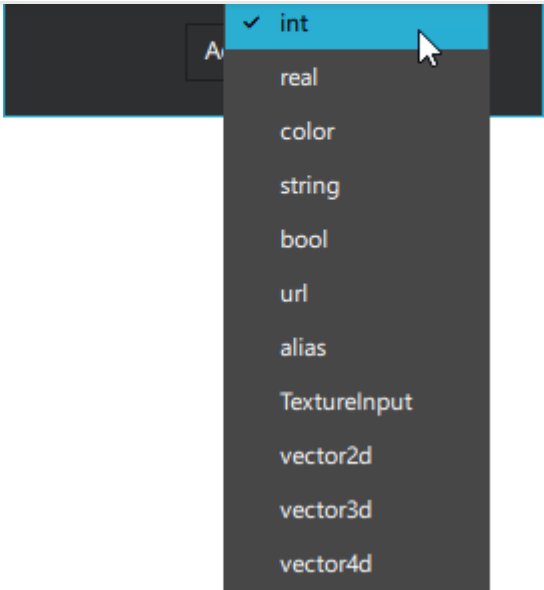 int
real
color
string
bool
url
alias
TextureInput
vector2d
vector3d
vector4d